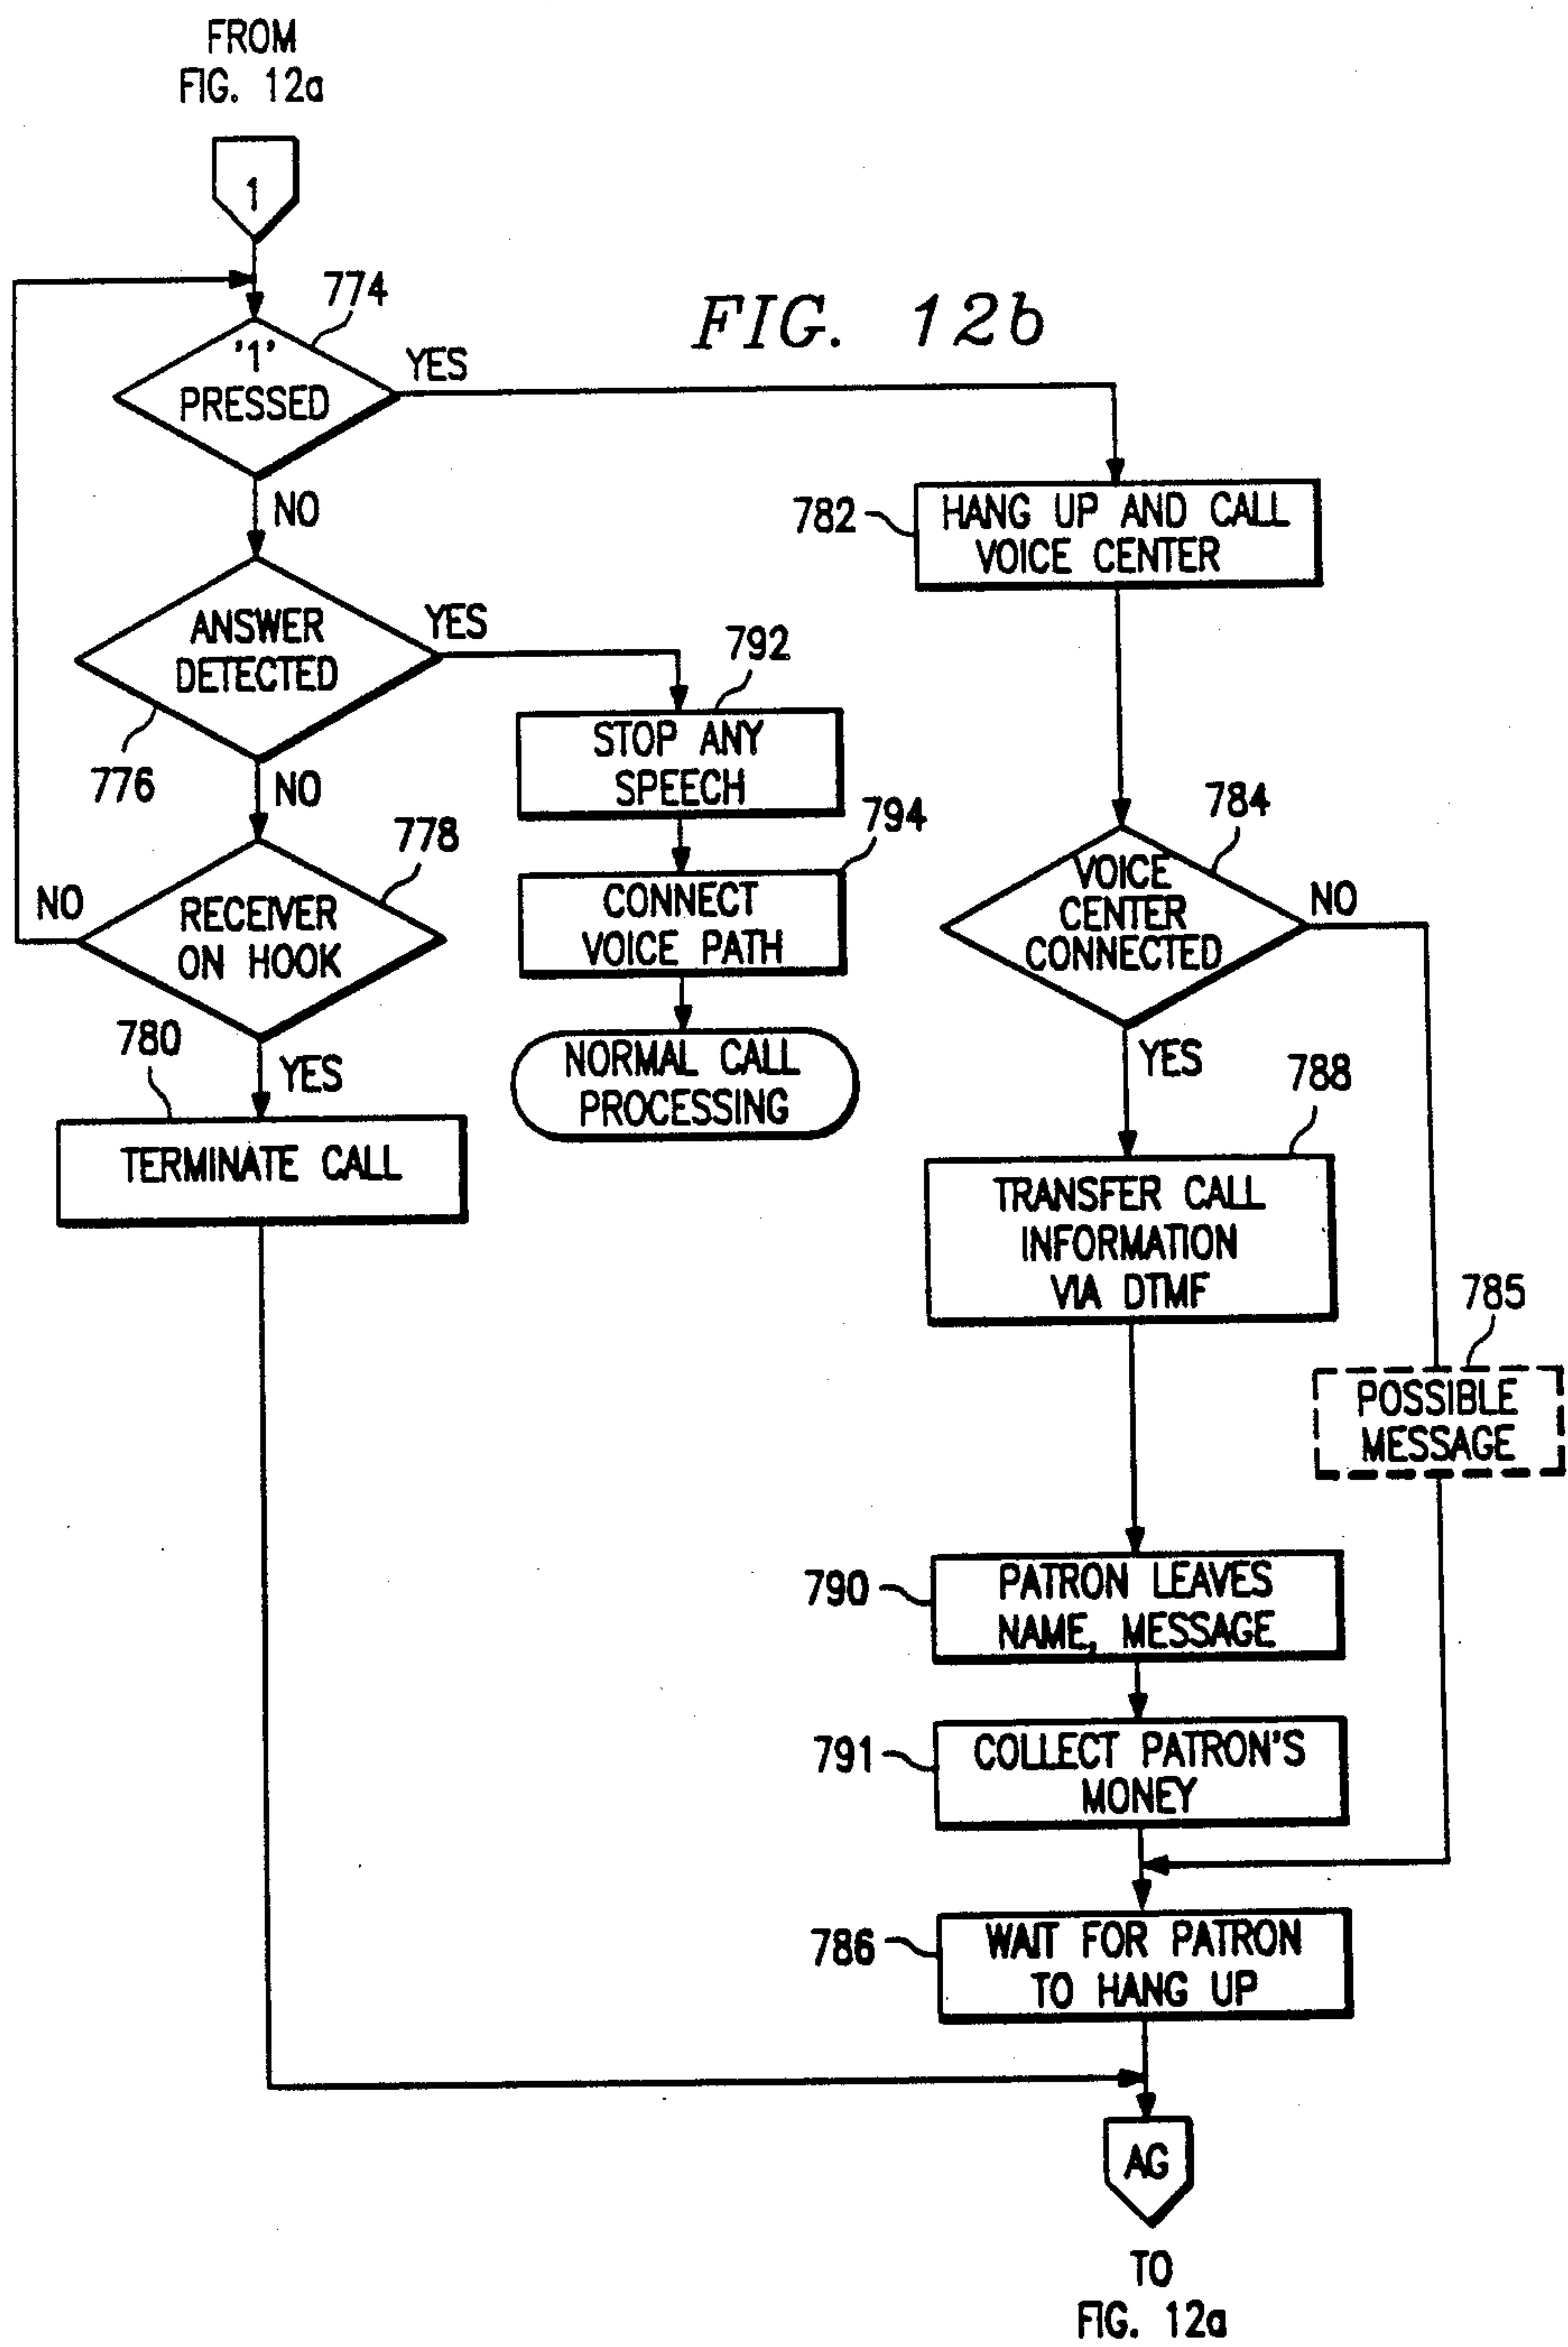 FROM
FIG. 12a
1
774
FIG. 12b
'1'
PRESSED
YES
NO
782
HANG UP AND CALL
VOICE CENTER
ANSWER
DETECTED
YES
776
NO
792
STOP ANY
SPEECH
794
778
784
NO
RECEIVER
ON HOOK
CONNECT
VOICE PATH
VOICE
CENTER
CONNECTED
NO
780
YES
NORMAL CALL
PROCESSING
YES
788
TERMINATE CALL
TRANSFER CALL
INFORMATION
VIA DTMF
785
POSSIBLE
MESSAGE
790
PATRON LEAVES
NAME, MESSAGE
791
COLLECT PATRON'S
MONEY
786
WAIT FOR PATRON
TO HANG UP
AG
TO
FIG. 12a